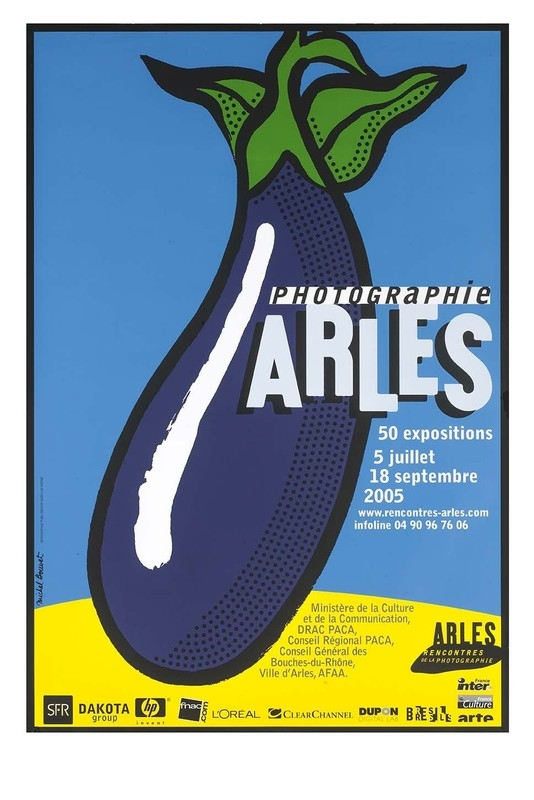 PHOTOGRAPHIE
ARLES
50 expositions
5 juillet
18 septembre
2005
www.rencontres-arles.com
infoline 04 90 96 76 06
Michel Bouvet
Ministère de la Culture
et de la Communication,
DRAC PACA,
Conseil Régional PACA,
Conseil Général des
Bouches-du-Rhône,
Ville d'Arles, AFAA.
ARLES
RENCONTRES
DE LA PHOTOGRAPHIE
France
inter
France
Culture
arte
SFR
DAKOTA
group
hp
invent
fnac.com
L'ORÉAL
CLEARCHANNEL
DUPON
DIGITAL LAB